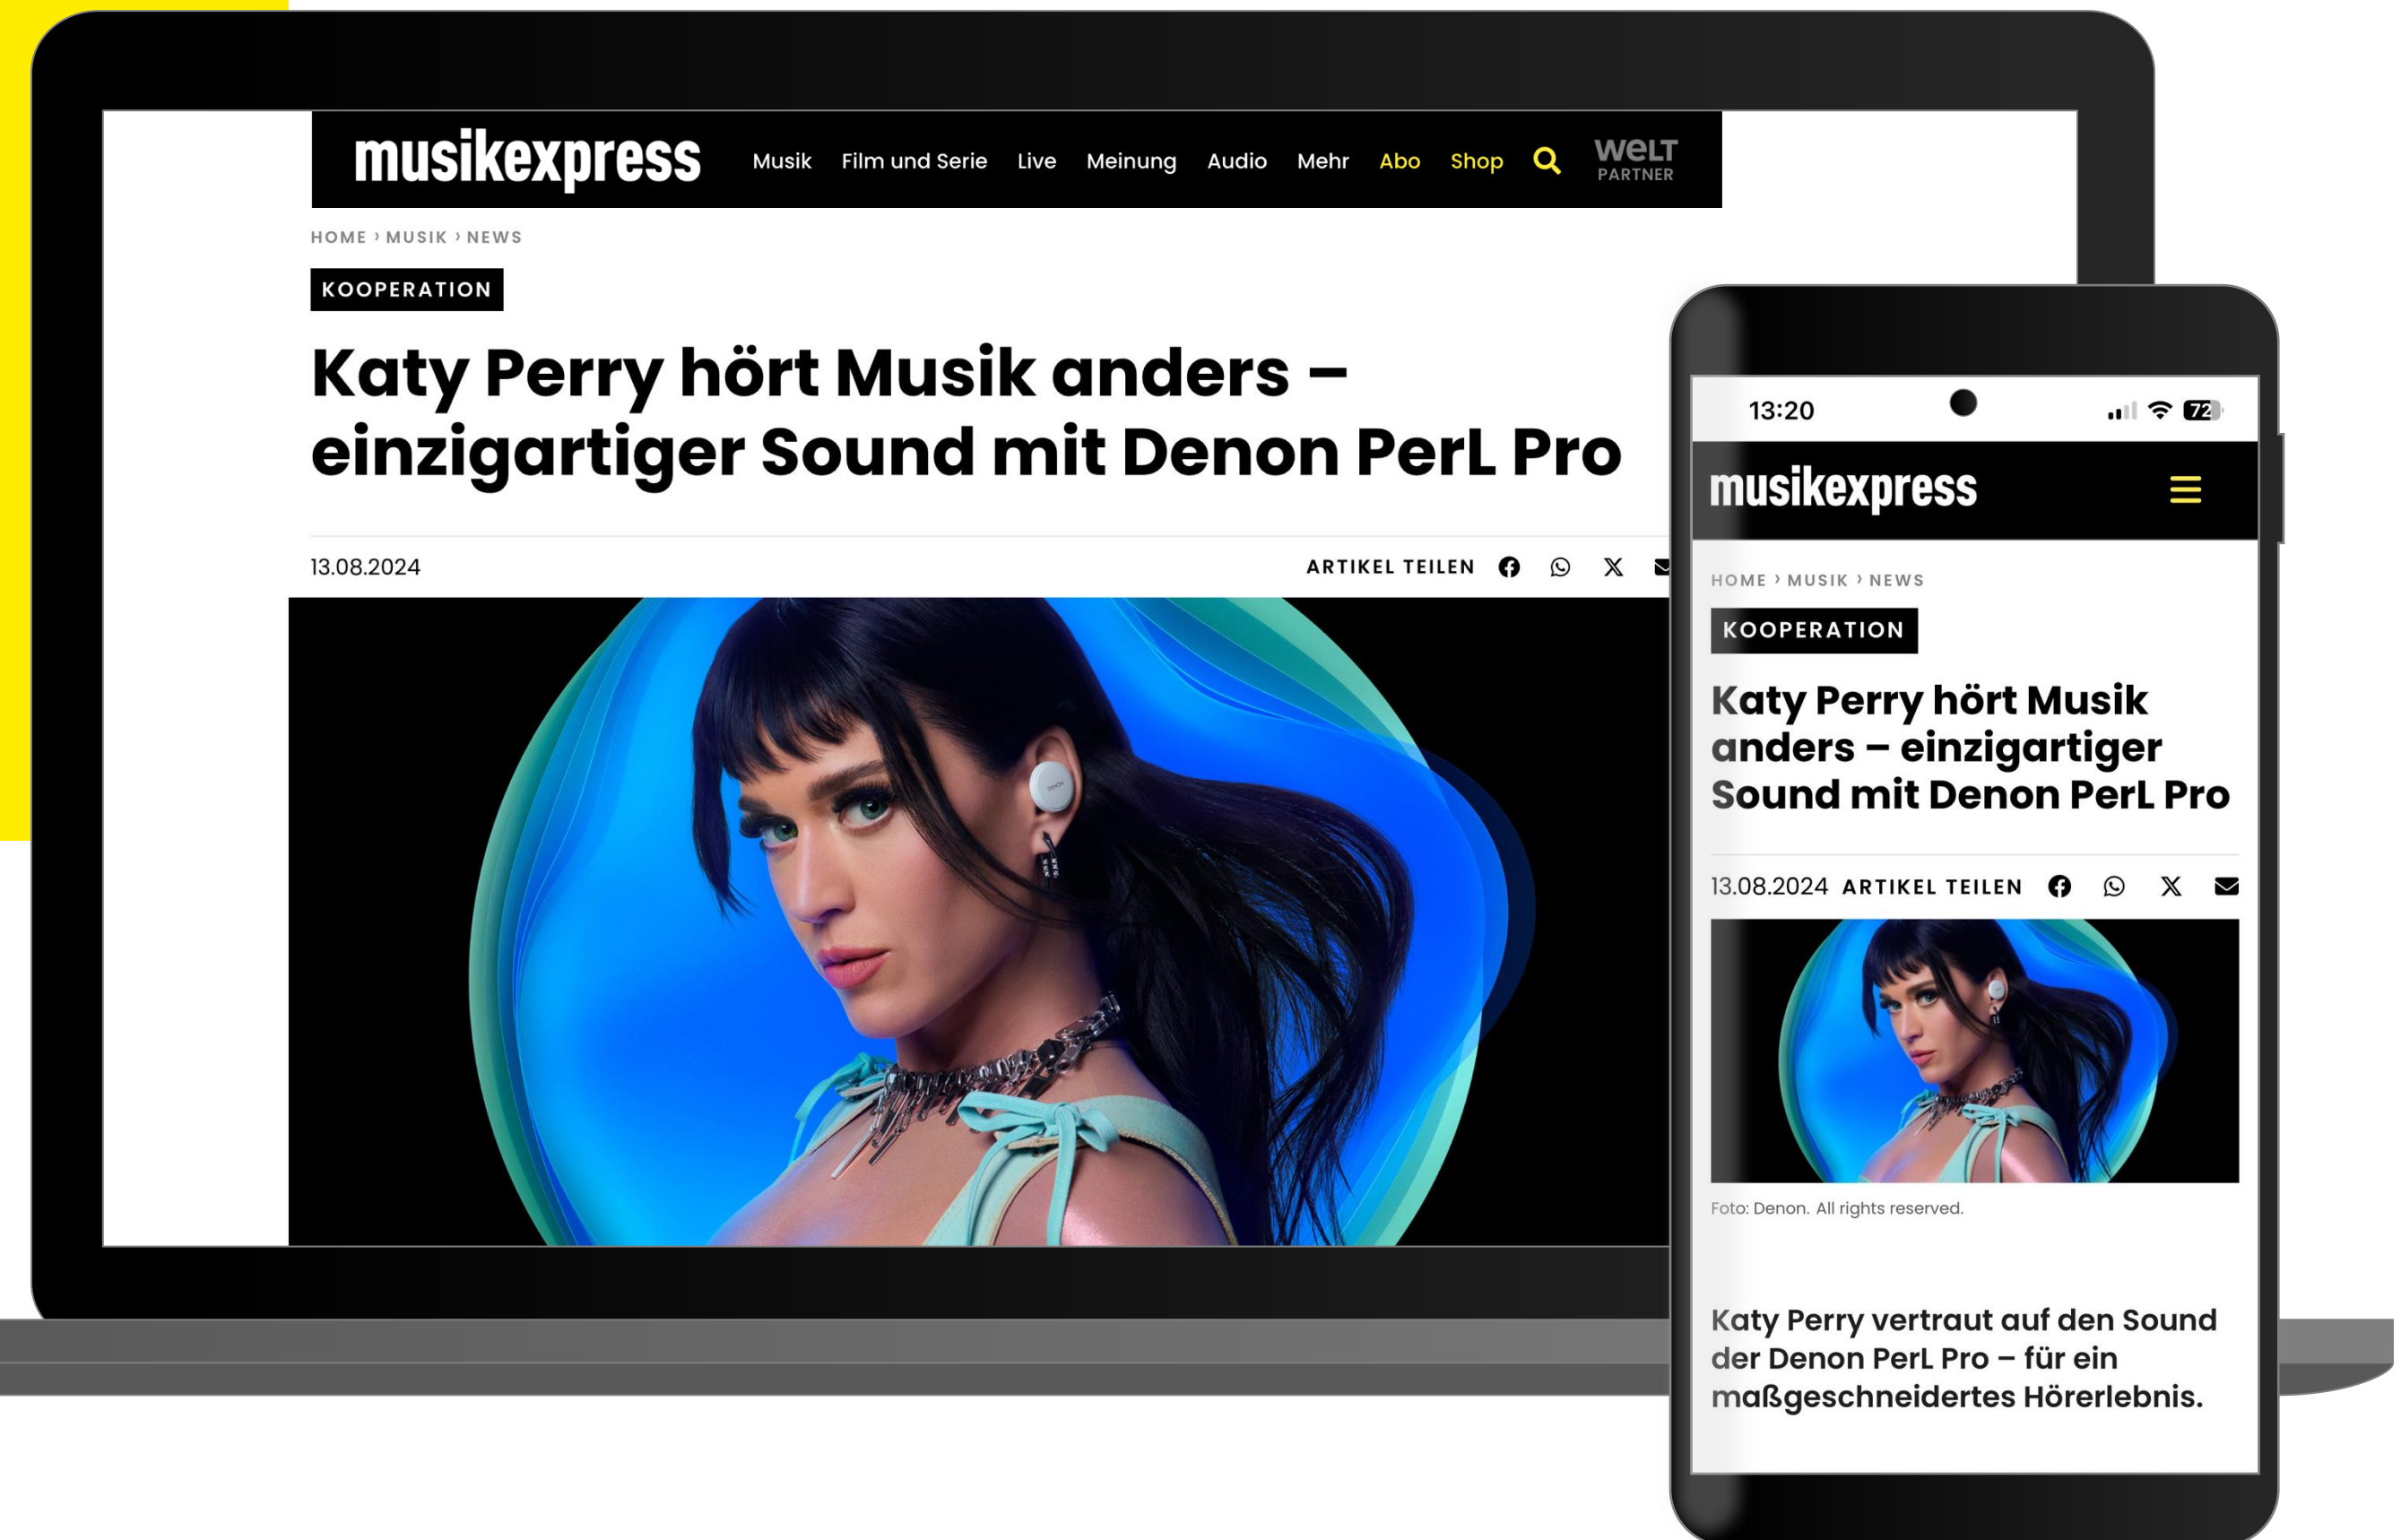 musikexpress
Musik Film und Serie Live Meinung Audio Mehr Abo Shop
WELT
PARTNER
HOME › MUSIK › NEWS
KOOPERATION
Katy Perry hört Musik anders –
einzigartiger Sound mit Denon PerL Pro
13.08.2024
ARTIKEL TEILEN
DENON
13:20
72
musikexpress
HOME › MUSIK › NEWS
KOOPERATION
Katy Perry hört Musik
anders – einzigartiger
Sound mit Denon PerL Pro
13.08.2024 ARTIKEL TEILEN
Foto: Denon. All rights reserved.
Katy Perry vertraut auf den Sound
der Denon PerL Pro – für ein
maßgeschneidertes Hörerlebnis.